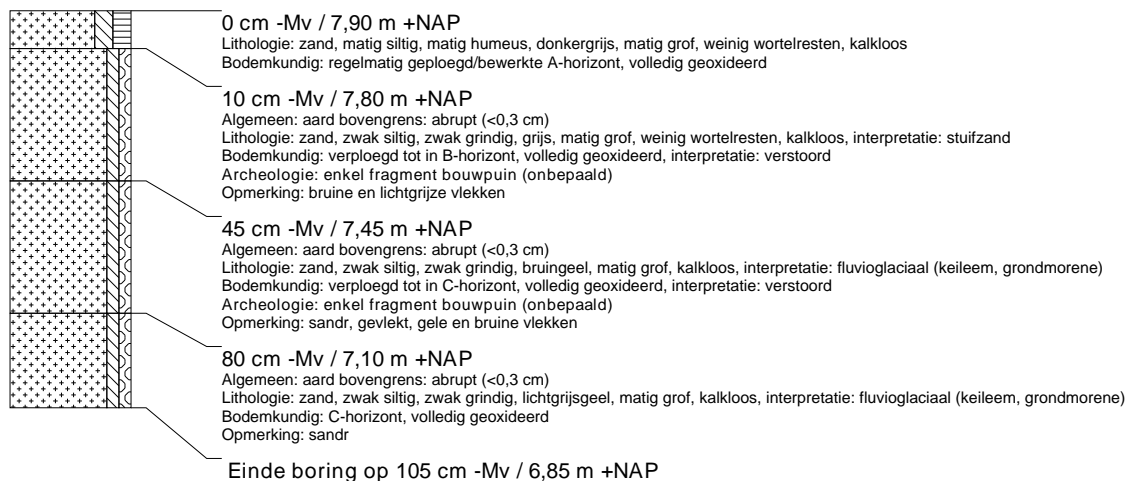 0 cm -Mv / 7,90 m +NAP
Lithologie: zand, matig siltig, matig humeus, donkergrijs, matig grof, weinig wortelresten, kalkloos
Bodemkundig: regelmatig geploegd/bewerkte A-horizont, volledig geoxideerd
10 cm -Mv / 7,80 m +NAP
Algemeen: aard bovengrens: abrupt (<0,3 cm)
Lithologie: zand, zwak siltig, zwak grindig, grijs, matig grof, weinig wortelresten, kalkloos, interpretatie: stuifzand
Bodemkundig: verploegd tot in B-horizont, volledig geoxideerd, interpretatie: verstoord
Archeologie: enkel fragment bouwpuin (onbepaald)
Opmerking: bruine en lichtgrijze vlekken
45 cm -Mv / 7,45 m +NAP
Algemeen: aard bovengrens: abrupt (<0,3 cm)
Lithologie: zand, zwak siltig, zwak grindig, bruingeel, matig grof, kalkloos, interpretatie: fluvioglaciaal (keileem, grondmorene)
Bodemkundig: verploegd tot in C-horizont, volledig geoxideerd, interpretatie: verstoord
Archeologie: enkel fragment bouwpuin (onbepaald)
Opmerking: sandr, gevlekt, gele en bruine vlekken
80 cm -Mv / 7,10 m +NAP
Algemeen: aard bovengrens: abrupt (<0,3 cm)
Lithologie: zand, zwak siltig, zwak grindig, lichtgrijsgeel, matig grof, kalkloos, interpretatie: fluvioglaciaal (keileem, grondmorene)
Bodemkundig: C-horizont, volledig geoxideerd
Opmerking: sandr
Einde boring op 105 cm -Mv / 6,85 m +NAP